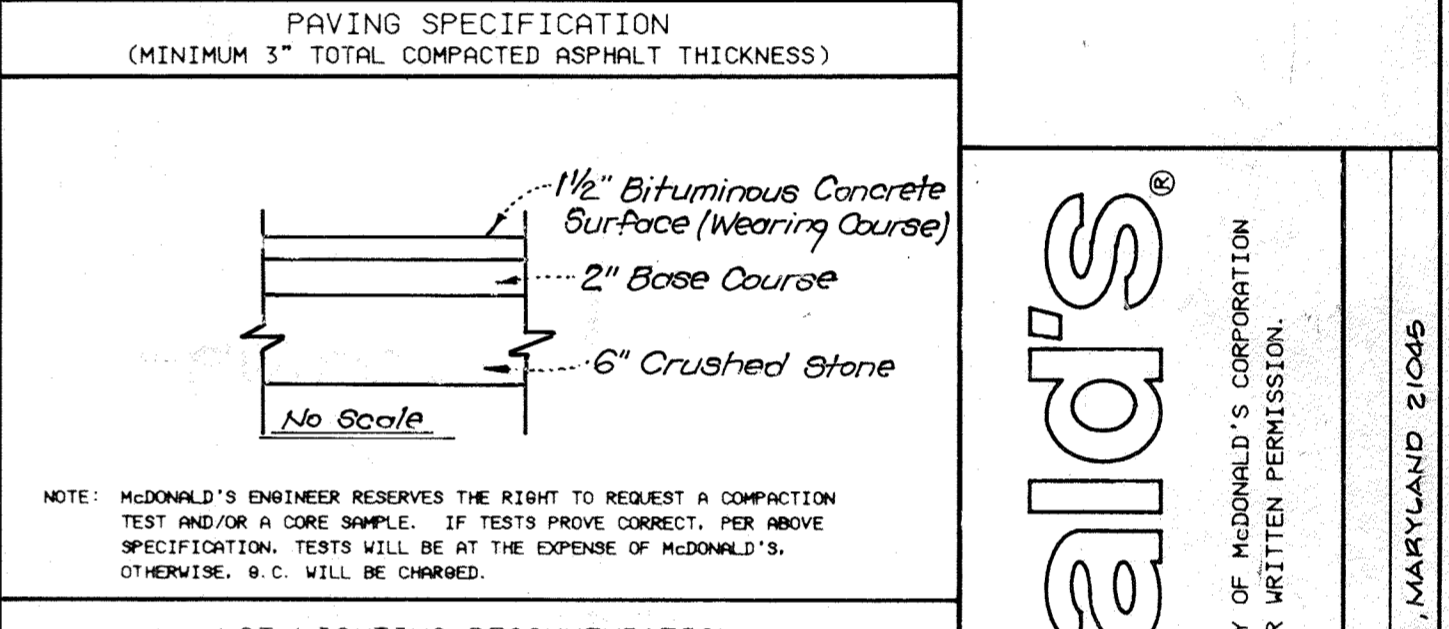 PAVING SPECIFICATION
(MINIMUM 3" TOTAL COMPACTED ASPHALT THICKNESS)
1½" Bituminous Concrete
Surface (Wearing Course)
2" Base Course
6" Crushed Stone
No Scale
NOTE: McDONALD'S ENGINEER RESERVES THE RIGHT TO REQUEST A COMPACTION
TEST AND/OR A CORE SAMPLE. IF TESTS PROVE CORRECT, PER ABOVE
SPECIFICATION. TESTS WILL BE AT THE EXPENSE OF McDONALD'S,
OTHERWISE, G.C. WILL BE CHARGED.
ald's®
OF McDONALD'S CORPORATION
WRITTEN PERMISSION.
, MARYLAND 21045